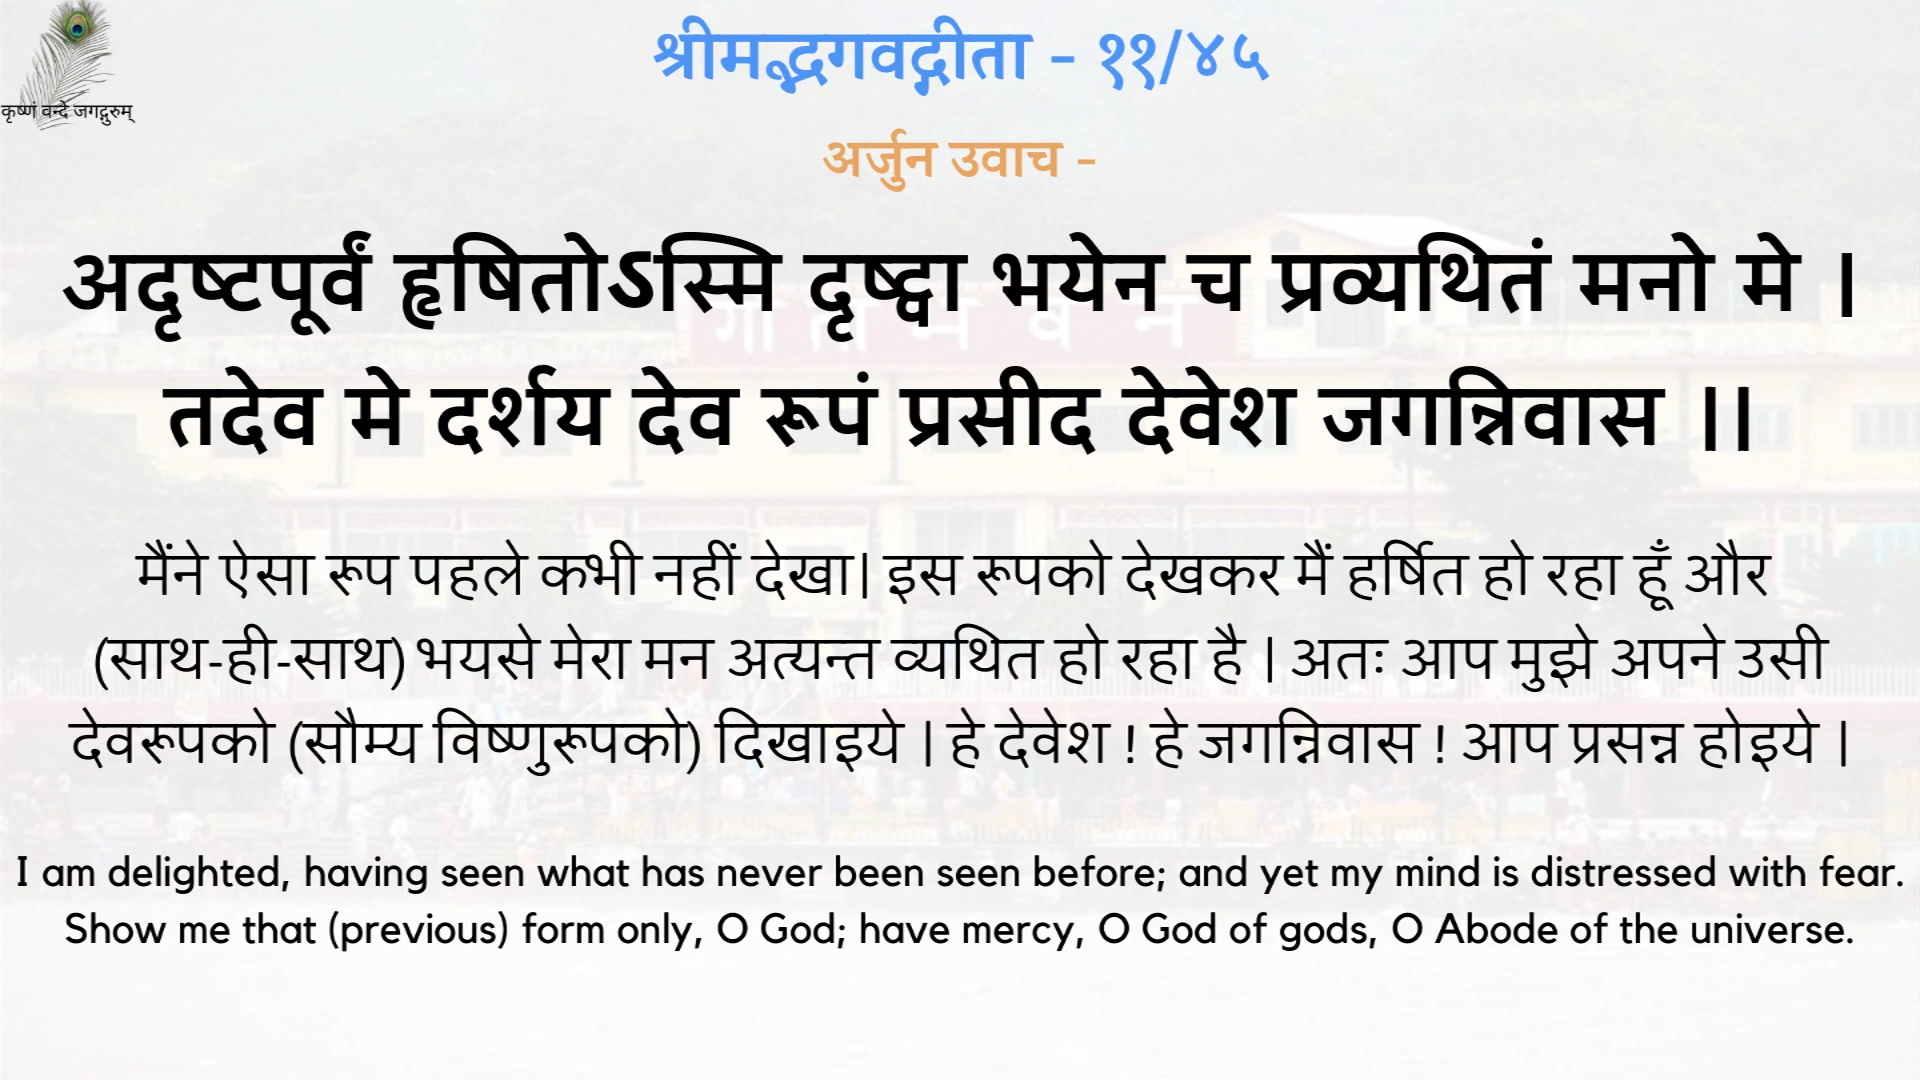 कृष्णं वन्दे जगद्गुरुम्
श्रीमद्भगवद्गीता - ११/४५
अर्जुन उवाच -
अदृष्टपूर्वं हृषितोऽस्मि दृष्ट्वा भयेन च प्रव्यथितं मनो मे ।
तदेव मे दर्शय देव रूपं प्रसीद देवेश जगन्निवास ।।
गीता भवन
मैंने ऐसा रूप पहले कभी नहीं देखा| इस रूपको देखकर मैं हर्षित हो रहा हूँ और
(साथ-ही-साथ) भयसे मेरा मन अत्यन्त व्यथित हो रहा है | अतः आप मुझे अपने उसी
देवरूपको (सौम्य विष्णुरूपको) दिखाइये | हे देवेश ! हे जगन्निवास ! आप प्रसन्न होइये |
I am delighted, having seen what has never been seen before; and yet my mind is distressed with fear.
Show me that (previous) form only, O God; have mercy, O God of gods, O Abode of the universe.